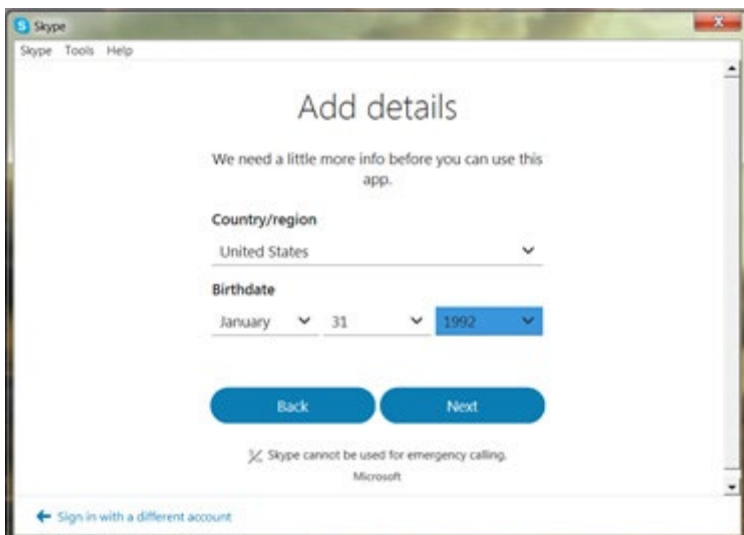 Skype
Skype Tools Help
Add details
We need a little more info before you can use this
app.
Country/region
United States
Birthdate
January 31 1992
Back Next
Skype cannot be used for emergency calling.
Microsoft
Sign in with a different account